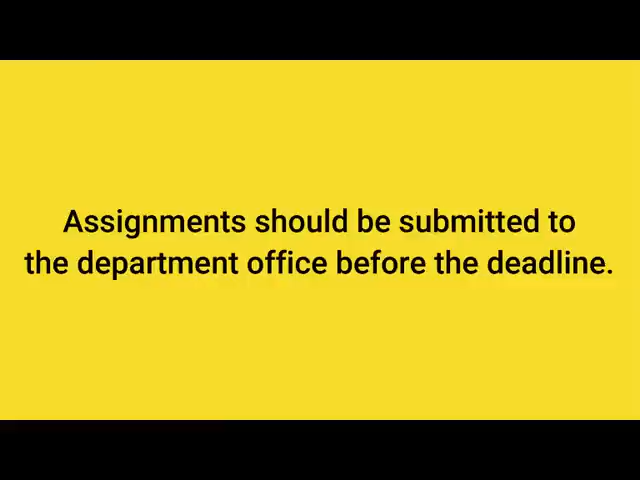 Assignments should be submitted to
the department office before the deadline.